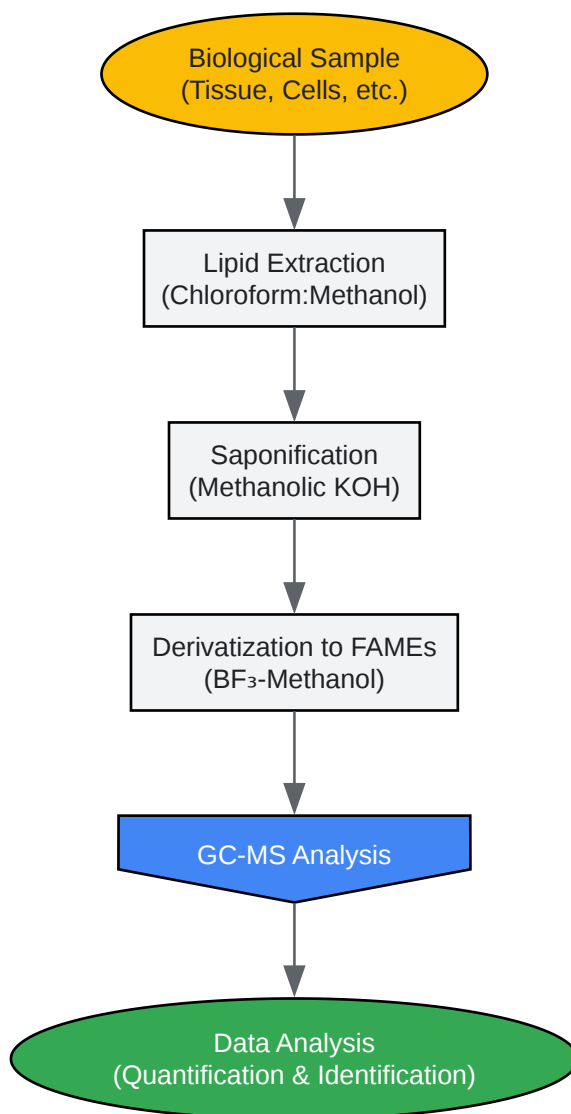 Biological Sample
(Tissue, Cells, etc.)
Lipid Extraction
(Chloroform:Methanol)
Saponification
(Methanolic KOH)
Derivatization to FAMEs
(BF₃-Methanol)
GC-MS Analysis
Data Analysis
(Quantification & Identification)